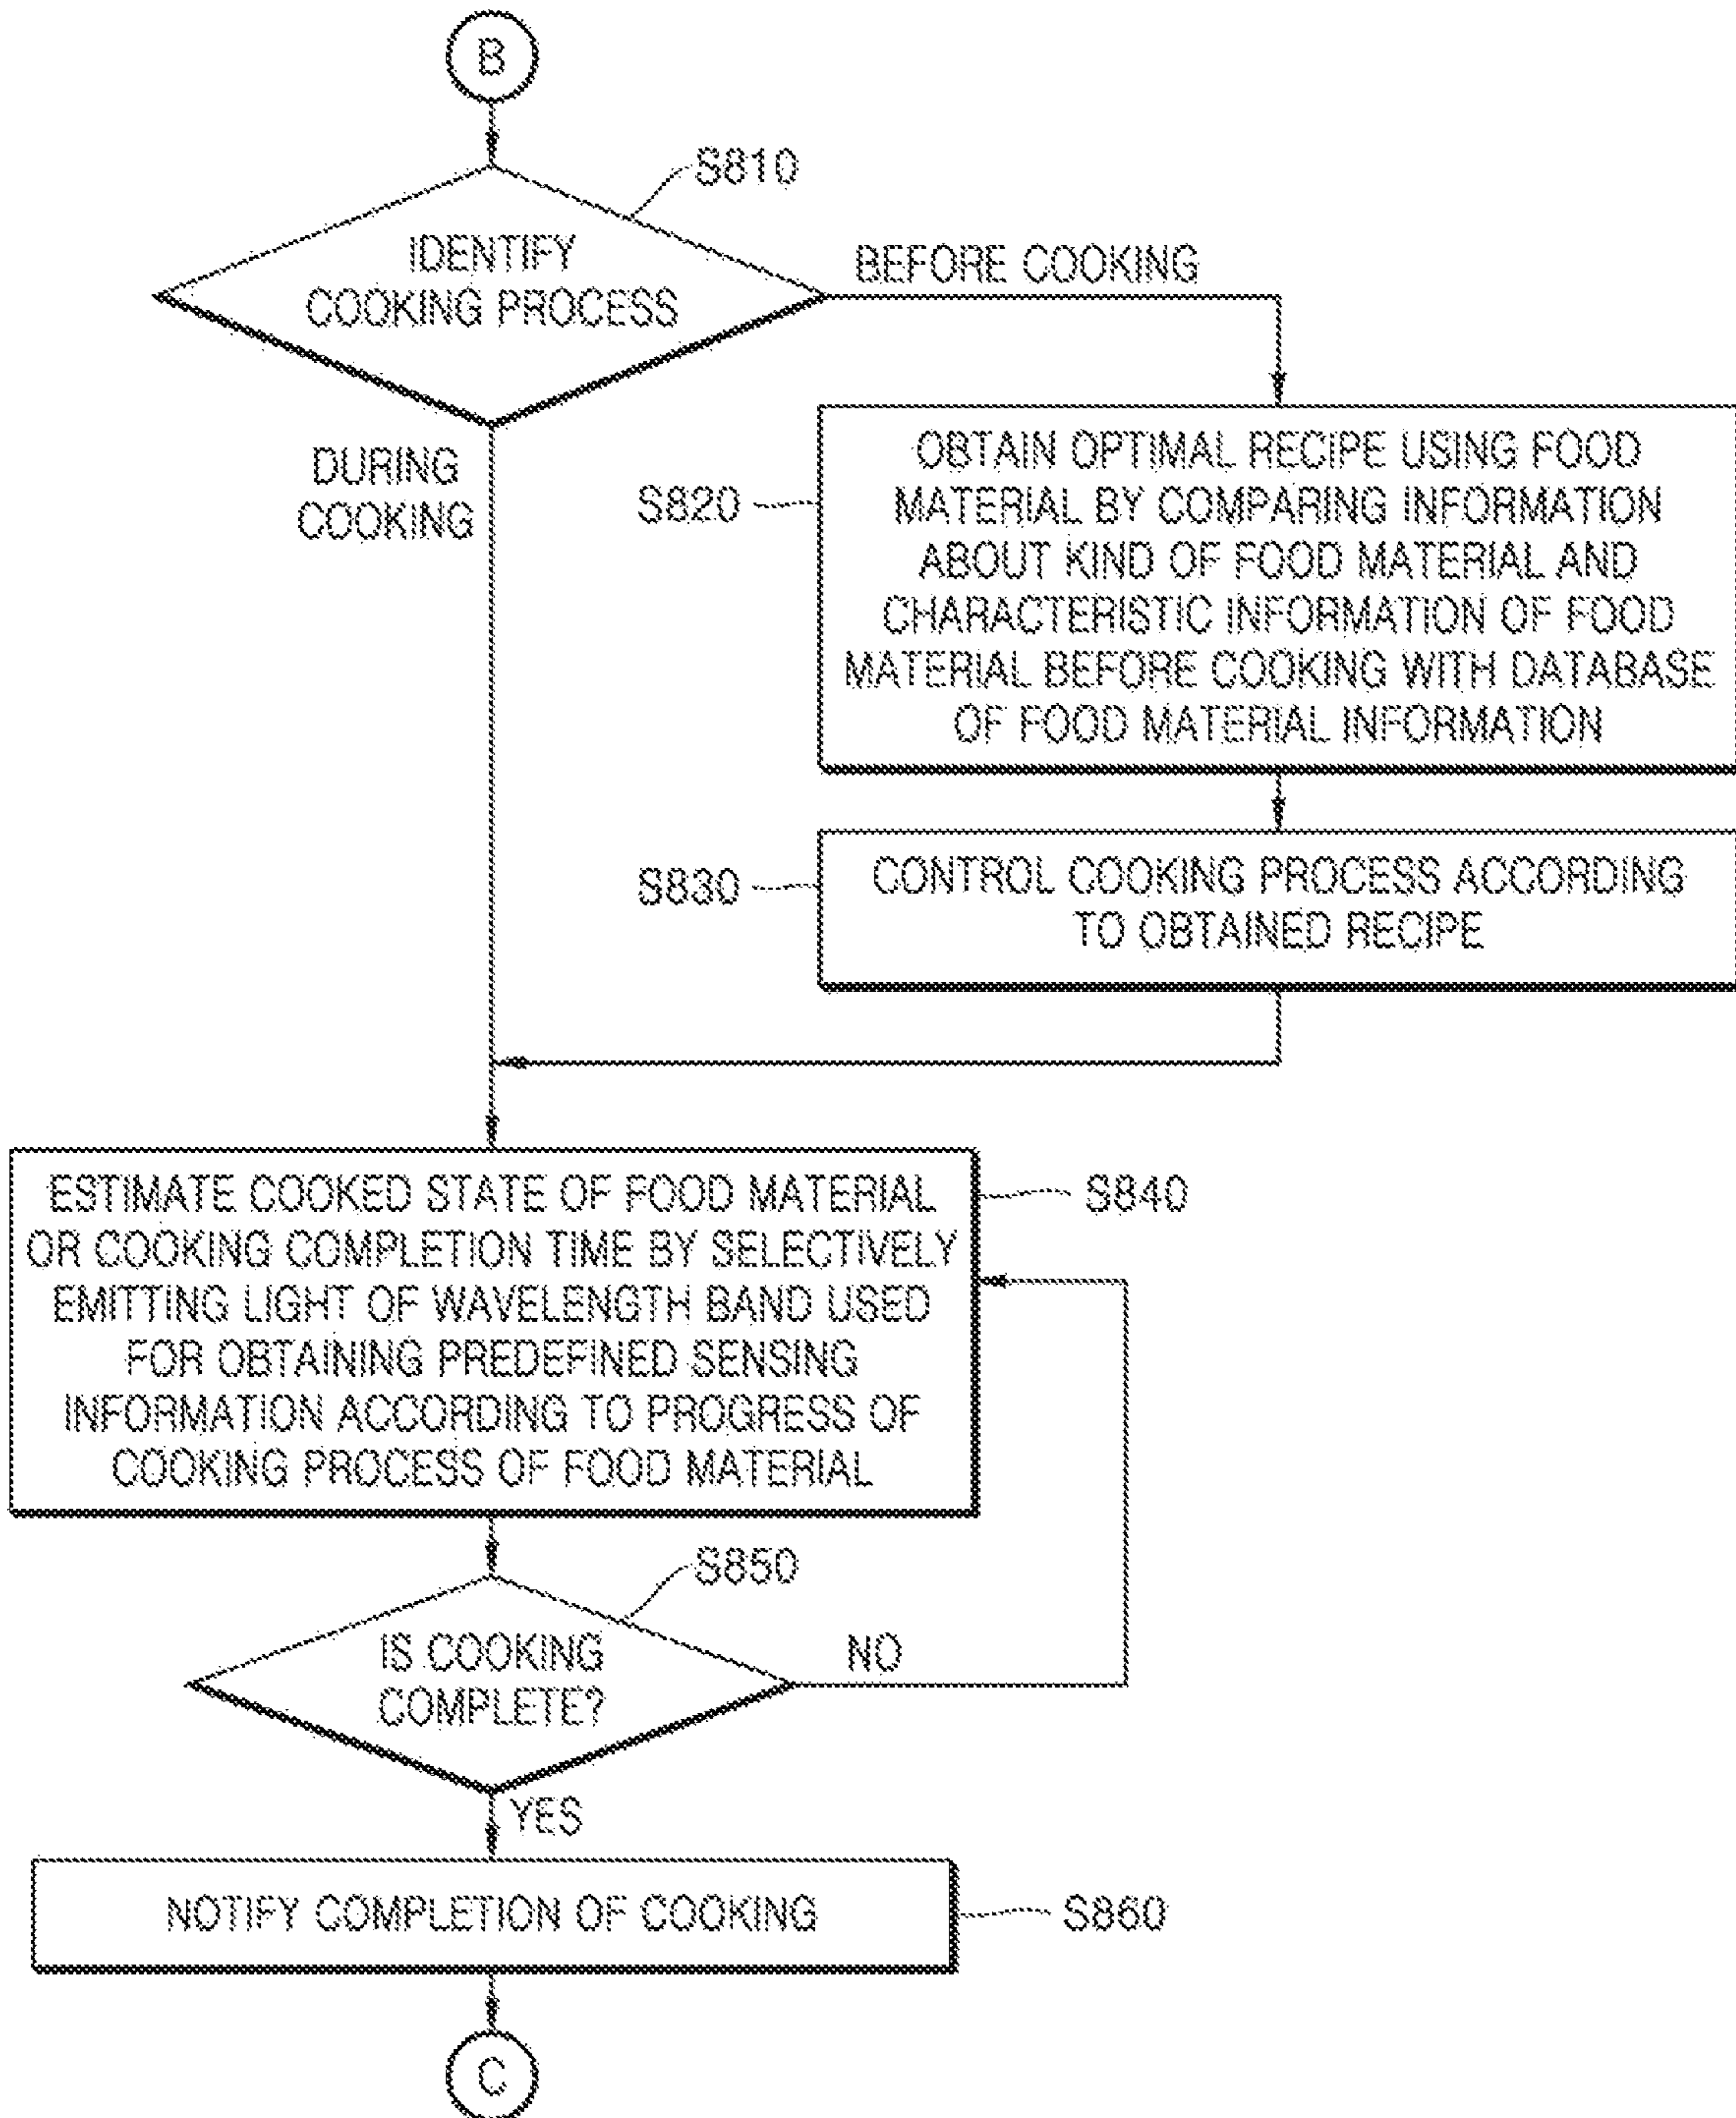 B
S810
IDENTIFY
COOKING PROCESS
BEFORE COOKING
DURING
COOKING
S820
OBTAIN OPTIMAL RECIPE USING FOOD
MATERIAL BY COMPARING INFORMATION
ABOUT KIND OF FOOD MATERIAL AND
CHARACTERISTIC INFORMATION OF FOOD
MATERIAL BEFORE COOKING WITH DATABASE
OF FOOD MATERIAL INFORMATION
S830
CONTROL COOKING PROCESS ACCORDING
TO OBTAINED RECIPE
ESTIMATE COOKED STATE OF FOOD MATERIAL
OR COOKING COMPLETION TIME BY SELECTIVELY
EMITTING LIGHT OF WAVELENGTH BAND USED
FOR OBTAINING PREDEFINED SENSING
INFORMATION ACCORDING TO PROGRESS OF
COOKING PROCESS OF FOOD MATERIAL
S840
S850
IS COOKING
COMPLETE?
NO
YES
NOTIFY COMPLETION OF COOKING
S860
C